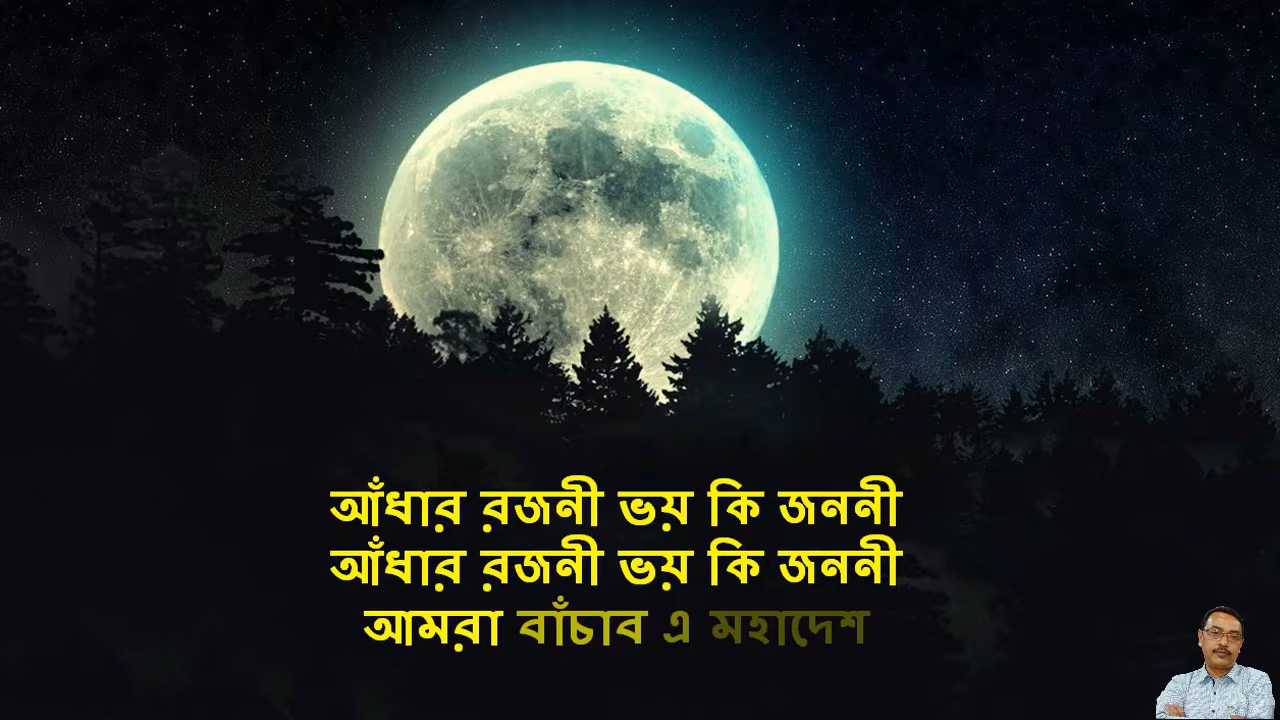 আঁধার রজনী ভয় কি জননী
আঁধার রজনী ভয় কি জননী
আমরা বাঁচাব এ মহাদেশ